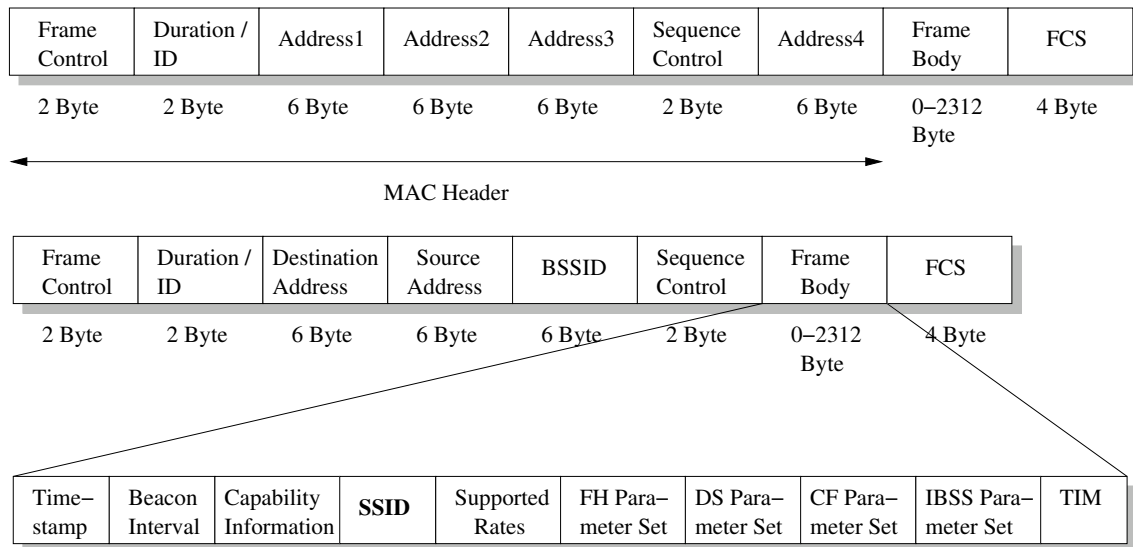 Frame Control
Duration / ID
Address1
Address2
Address3
Sequence Control
Address4
Frame Body
FCS
2 Byte
2 Byte
6 Byte
6 Byte
6 Byte
2 Byte
6 Byte
0−2312 Byte
4 Byte
MAC Header
Frame Control
Duration / ID
Destination Address
Source Address
BSSID
Sequence Control
Frame Body
FCS
2 Byte
2 Byte
6 Byte
6 Byte
6 Byte
2 Byte
0−2312 Byte
4 Byte
Time− stamp
Beacon Interval
Capability Information
SSID
Supported Rates
FH Para− meter Set
DS Para− meter Set
CF Para− meter Set
IBSS Para− meter Set
TIM